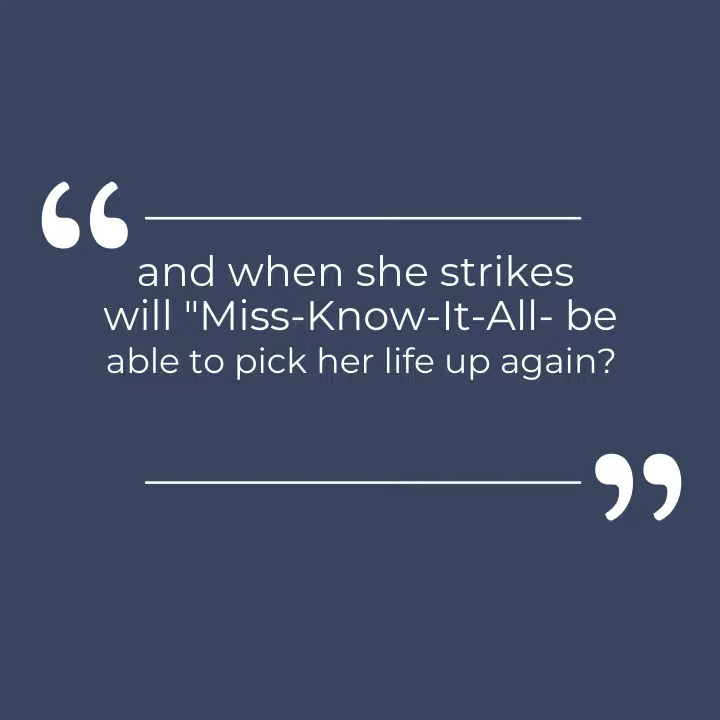 “
and when she strikes
will "Miss-Know-It-All- be
able to pick her life up again?
”